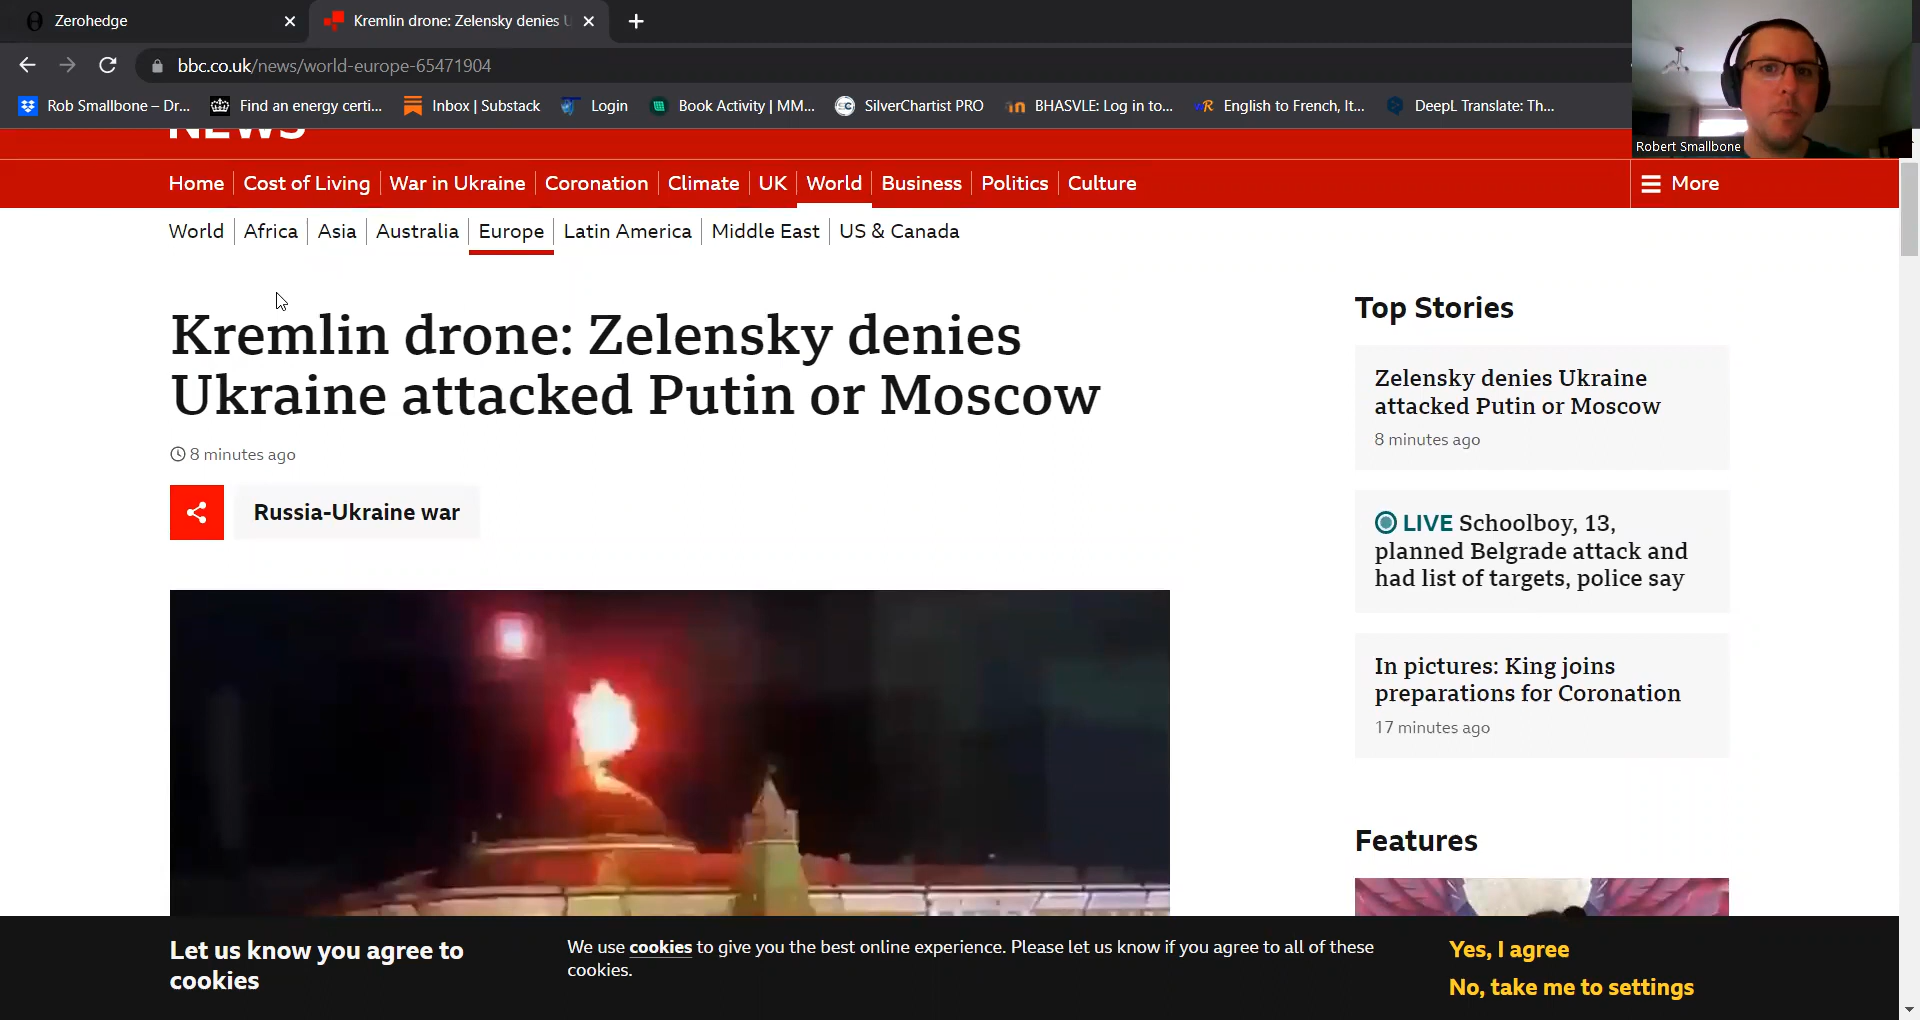 Zerohedge
Kremlin drone: Zelensky denies U
bbc.co.uk/news/world-europe-65471904
Rob Smallbone – Dr... Find an energy certi... Inbox | Substack Login Book Activity | MM... SilverChartist PRO BHASVLE: Log in to... English to French, It... DeepL Translate: Th...
Robert Smallbone
NEWS
Home Cost of Living War in Ukraine Coronation Climate UK World Business Politics Culture More
World Africa Asia Australia Europe Latin America Middle East US & Canada
Kremlin drone: Zelensky denies
Ukraine attacked Putin or Moscow
8 minutes ago
Russia-Ukraine war
Top Stories
Zelensky denies Ukraine
attacked Putin or Moscow
8 minutes ago
LIVE Schoolboy, 13,
planned Belgrade attack and
had list of targets, police say
In pictures: King joins
preparations for Coronation
17 minutes ago
Features
Let us know you agree to
cookies
We use cookies to give you the best online experience. Please let us know if you agree to all of these
cookies.
Yes, I agree
No, take me to settings